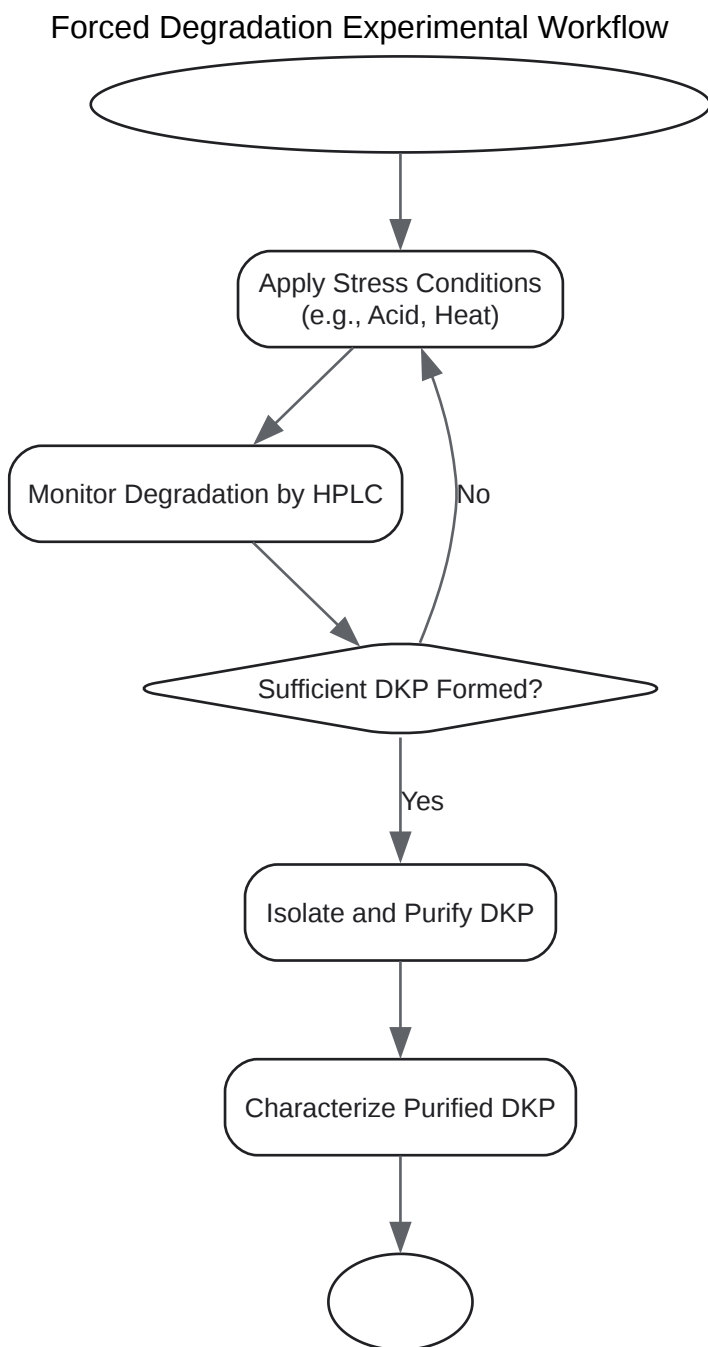 Forced Degradation Experimental Workflow
Apply Stress Conditions
(e.g., Acid, Heat)
Monitor Degradation by HPLC
No
Sufficient DKP Formed?
Yes
Isolate and Purify DKP
Characterize Purified DKP